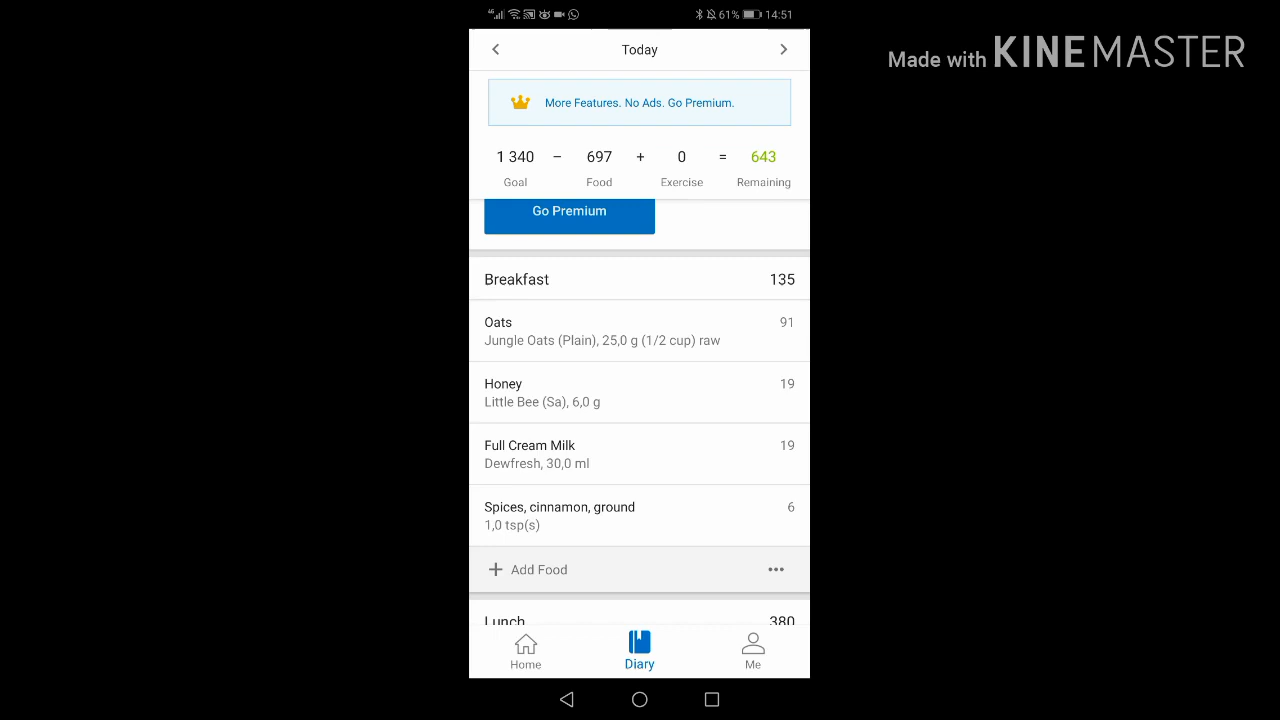 4G 61% 14:51
Made with KINEMASTER
Today
More Features. No Ads. Go Premium.
1 340 – 697 + 0 = 643
Goal Food Exercise Remaining
Go Premium
Breakfast 135
Oats 91
Jungle Oats (Plain), 25,0 g (1/2 cup) raw
Honey 19
Little Bee (Sa), 6,0 g
Full Cream Milk 19
Dewfresh, 30,0 ml
Spices, cinnamon, ground 6
1,0 tsp(s)
+ Add Food •••
Lunch 380
Home Diary Me